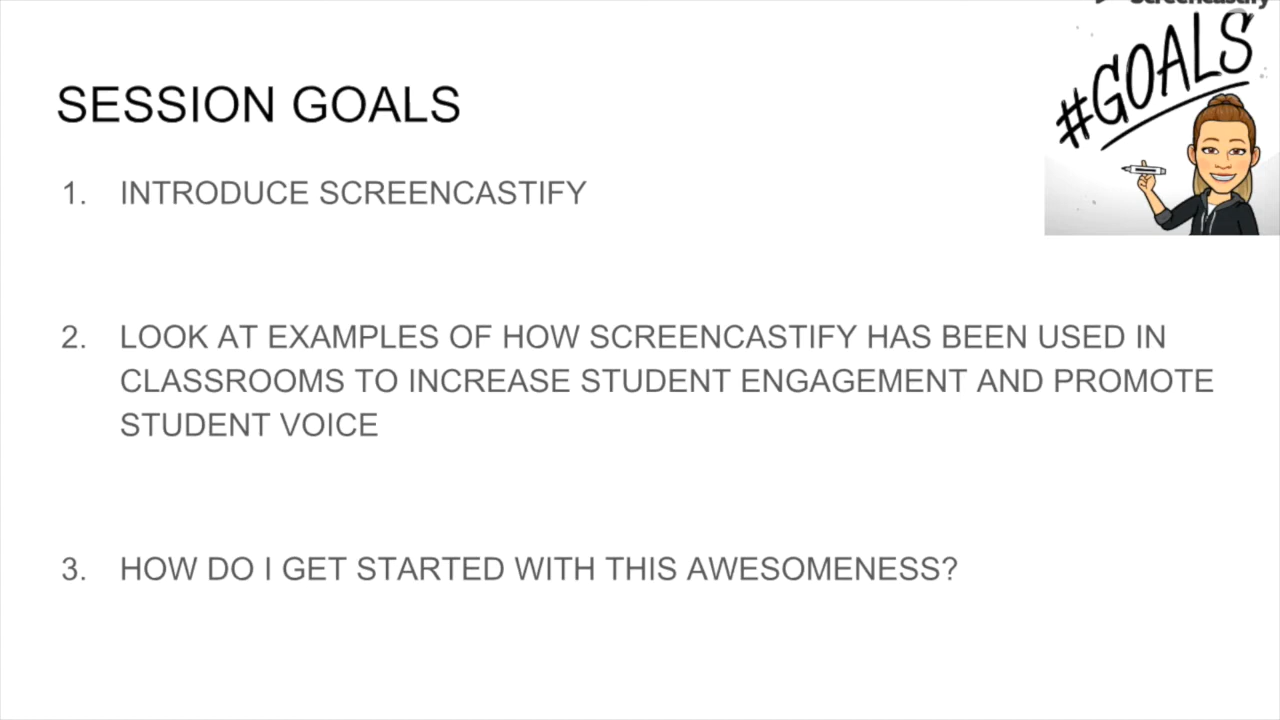 Screencastify
#GOALS
SESSION GOALS
1. INTRODUCE SCREENCASTIFY
2. LOOK AT EXAMPLES OF HOW SCREENCASTIFY HAS BEEN USED IN
CLASSROOMS TO INCREASE STUDENT ENGAGEMENT AND PROMOTE
STUDENT VOICE
3. HOW DO I GET STARTED WITH THIS AWESOMENESS?